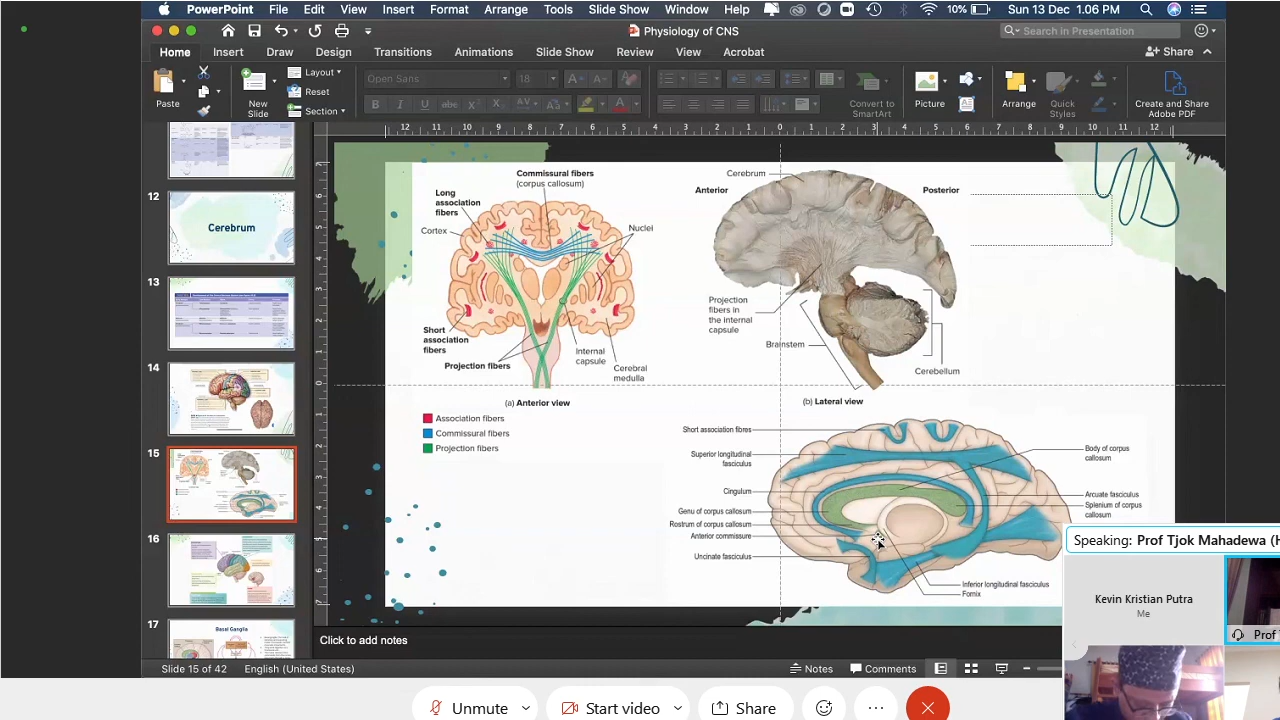 PowerPoint File Edit View Insert Format Arrange Tools Slide Show Window Help 10% Sun 13 Dec 1.06 PM
Physiology of CNS
Search in Presentation
Home Insert Draw Design Transitions Animations Slide Show Review View Acrobat Share
Paste
New
Slide
Layout
Reset
Section
Open Sans 18
Convert to
SmartArt
Picture
Arrange
Quick
Styles
Create and Share
Adobe PDF
12
Cerebrum
13
14
15
16
17
Basal Ganglia
Commissural fibers
(corpus callosum)
Long
association
fibers
Cortex
Nuclei
Short
association
fibers
Projection fibers
Internal
capsule
Cerebral
medulla
(a) Anterior view
Association fibers
Commissural fibers
Projection fibers
Cerebrum
Anterior
Posterior
Projection
fibers in
the internal
capsule
Brainstem
Cerebellum
(b) Lateral view
Short association fibres
Superior longitudinal
fasciculus
Cingulum
Genu of corpus callosum
Rostrum of corpus callosum
Anterior commissure
Uncinate fasciculus
Body of corpus
callosum
Arcuate fasciculus
Splenium of corpus
callosum
Inferior longitudinal fasciculus
Fornix
Speaking: Prof Tjok Mahadewa (H
Kevin Kristian Putra
Me
Prof
Click to add notes
Slide 15 of 42 English (United States) Notes Comments
Unmute Start video Share